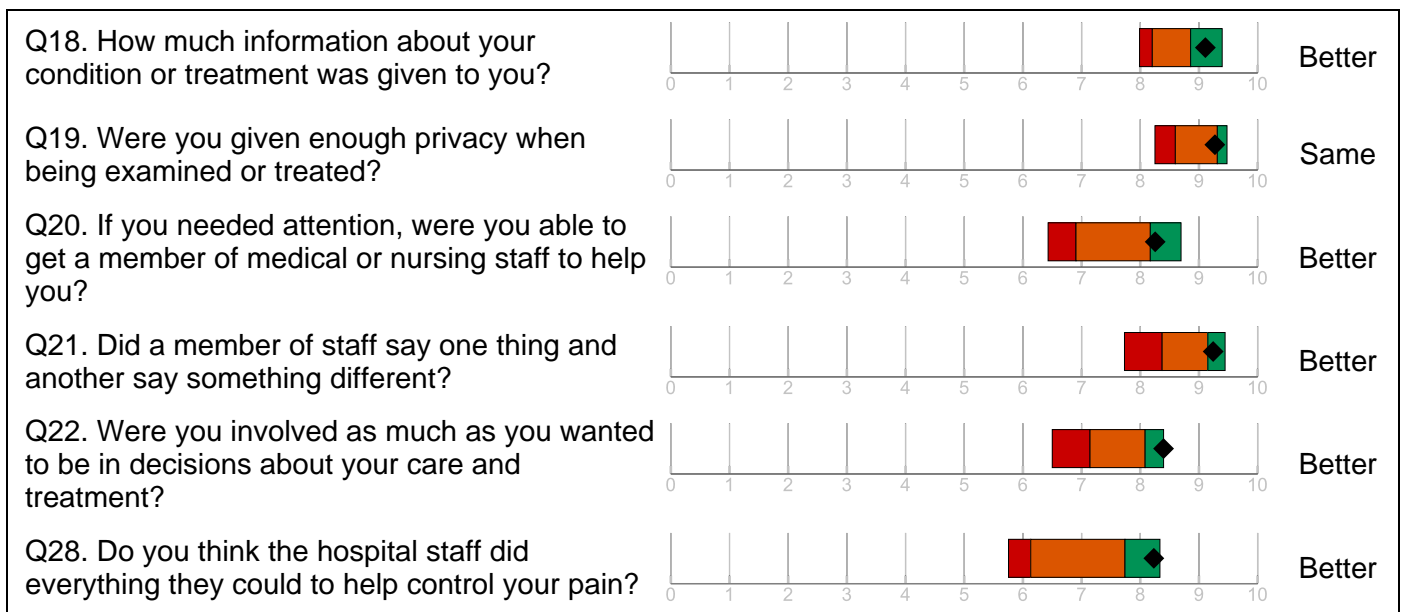 Q18. How much information about your
condition or treatment was given to you?
Better
0 1 2 3 4 5 6 7 8 9 10
Q19. Were you given enough privacy when
being examined or treated?
Same
0 1 2 3 4 5 6 7 8 9 10
Q20. If you needed attention, were you able to
get a member of medical or nursing staff to help
you?
Better
0 1 2 3 4 5 6 7 8 9 10
Q21. Did a member of staff say one thing and
another say something different?
Better
0 1 2 3 4 5 6 7 8 9 10
Q22. Were you involved as much as you wanted
to be in decisions about your care and
treatment?
Better
0 1 2 3 4 5 6 7 8 9 10
Q28. Do you think the hospital staff did
everything they could to help control your pain?
Better
0 1 2 3 4 5 6 7 8 9 10